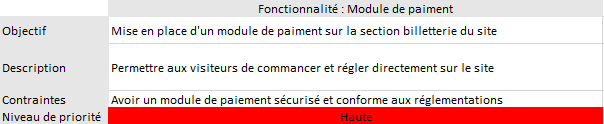 Fonctionnalité : Module de paiment
Objectif Mise en place d'un module de paiment sur la section billetterie du site
Description Permettre aux visiteurs de commancer et régler directement sur le site
Contraintes Avoir un module de paiement sécurisé et conforme aux réglementations
Niveau de priorité Haute